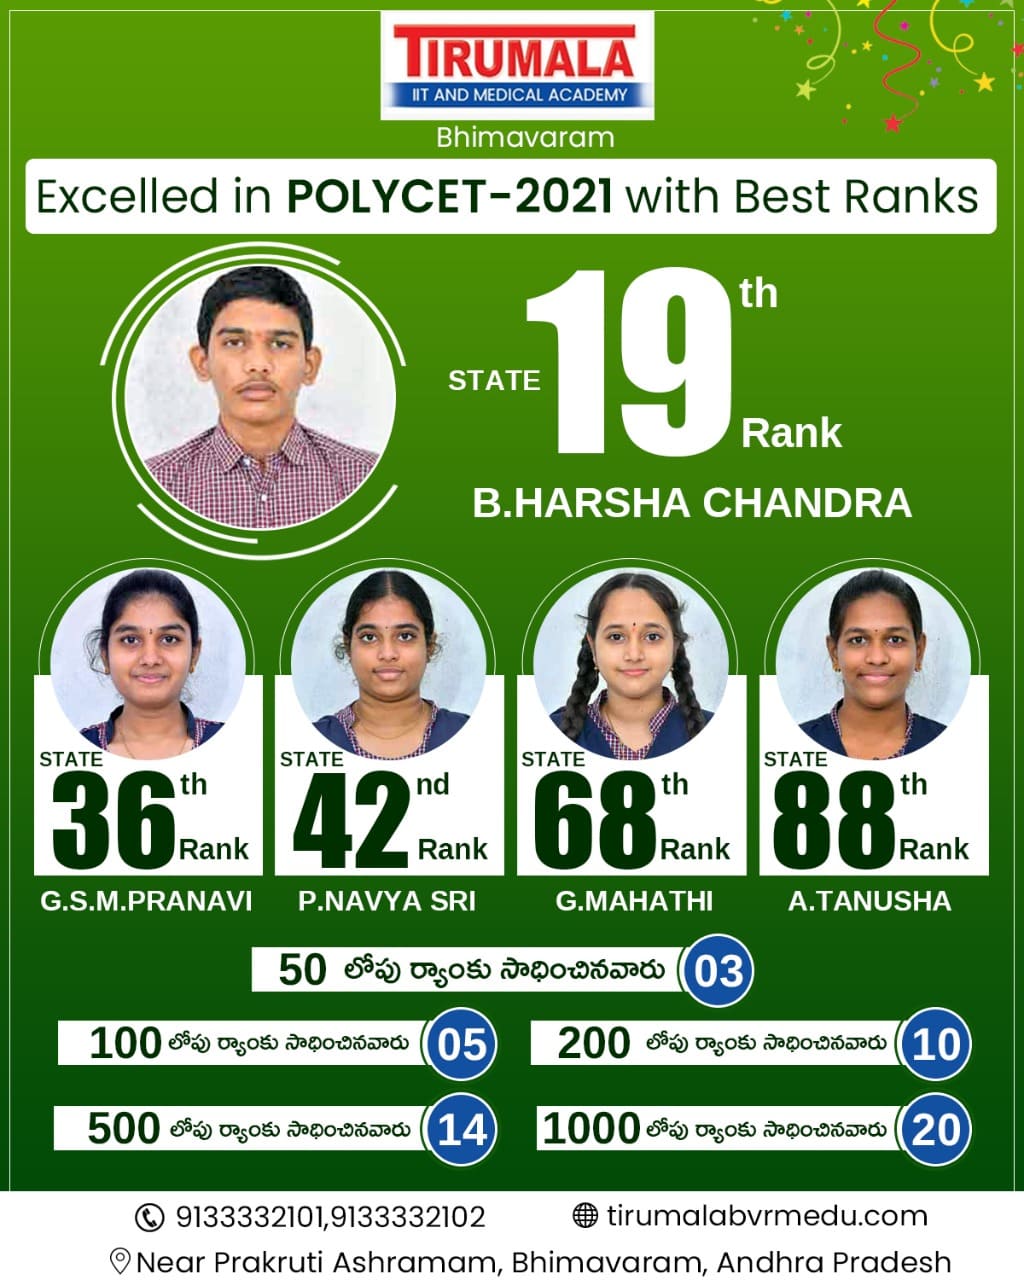 TIRUMALA
IIT AND MEDICAL ACADEMY
Bhimavaram
Excelled in POLYCET-2021 with Best Ranks
STATE 19th Rank
B.HARSHA CHANDRA
STATE 36th Rank
G.S.M.PRANAVI
STATE 42nd Rank
P.NAVYA SRI
STATE 68th Rank
G.MAHATHI
STATE 88th Rank
A.TANUSHA
50 లోపు ర్యాంకు సాధించినవారు 03
100 లోపు ర్యాంకు సాధించినవారు 05
200 లోపు ర్యాంకు సాధించినవారు 10
500 లోపు ర్యాంకు సాధించినవారు 14
1000 లోపు ర్యాంకు సాధించినవారు 20
9133332101,9133332102
tirumalabvrmedu.com
Near Prakruti Ashramam, Bhimavaram, Andhra Pradesh